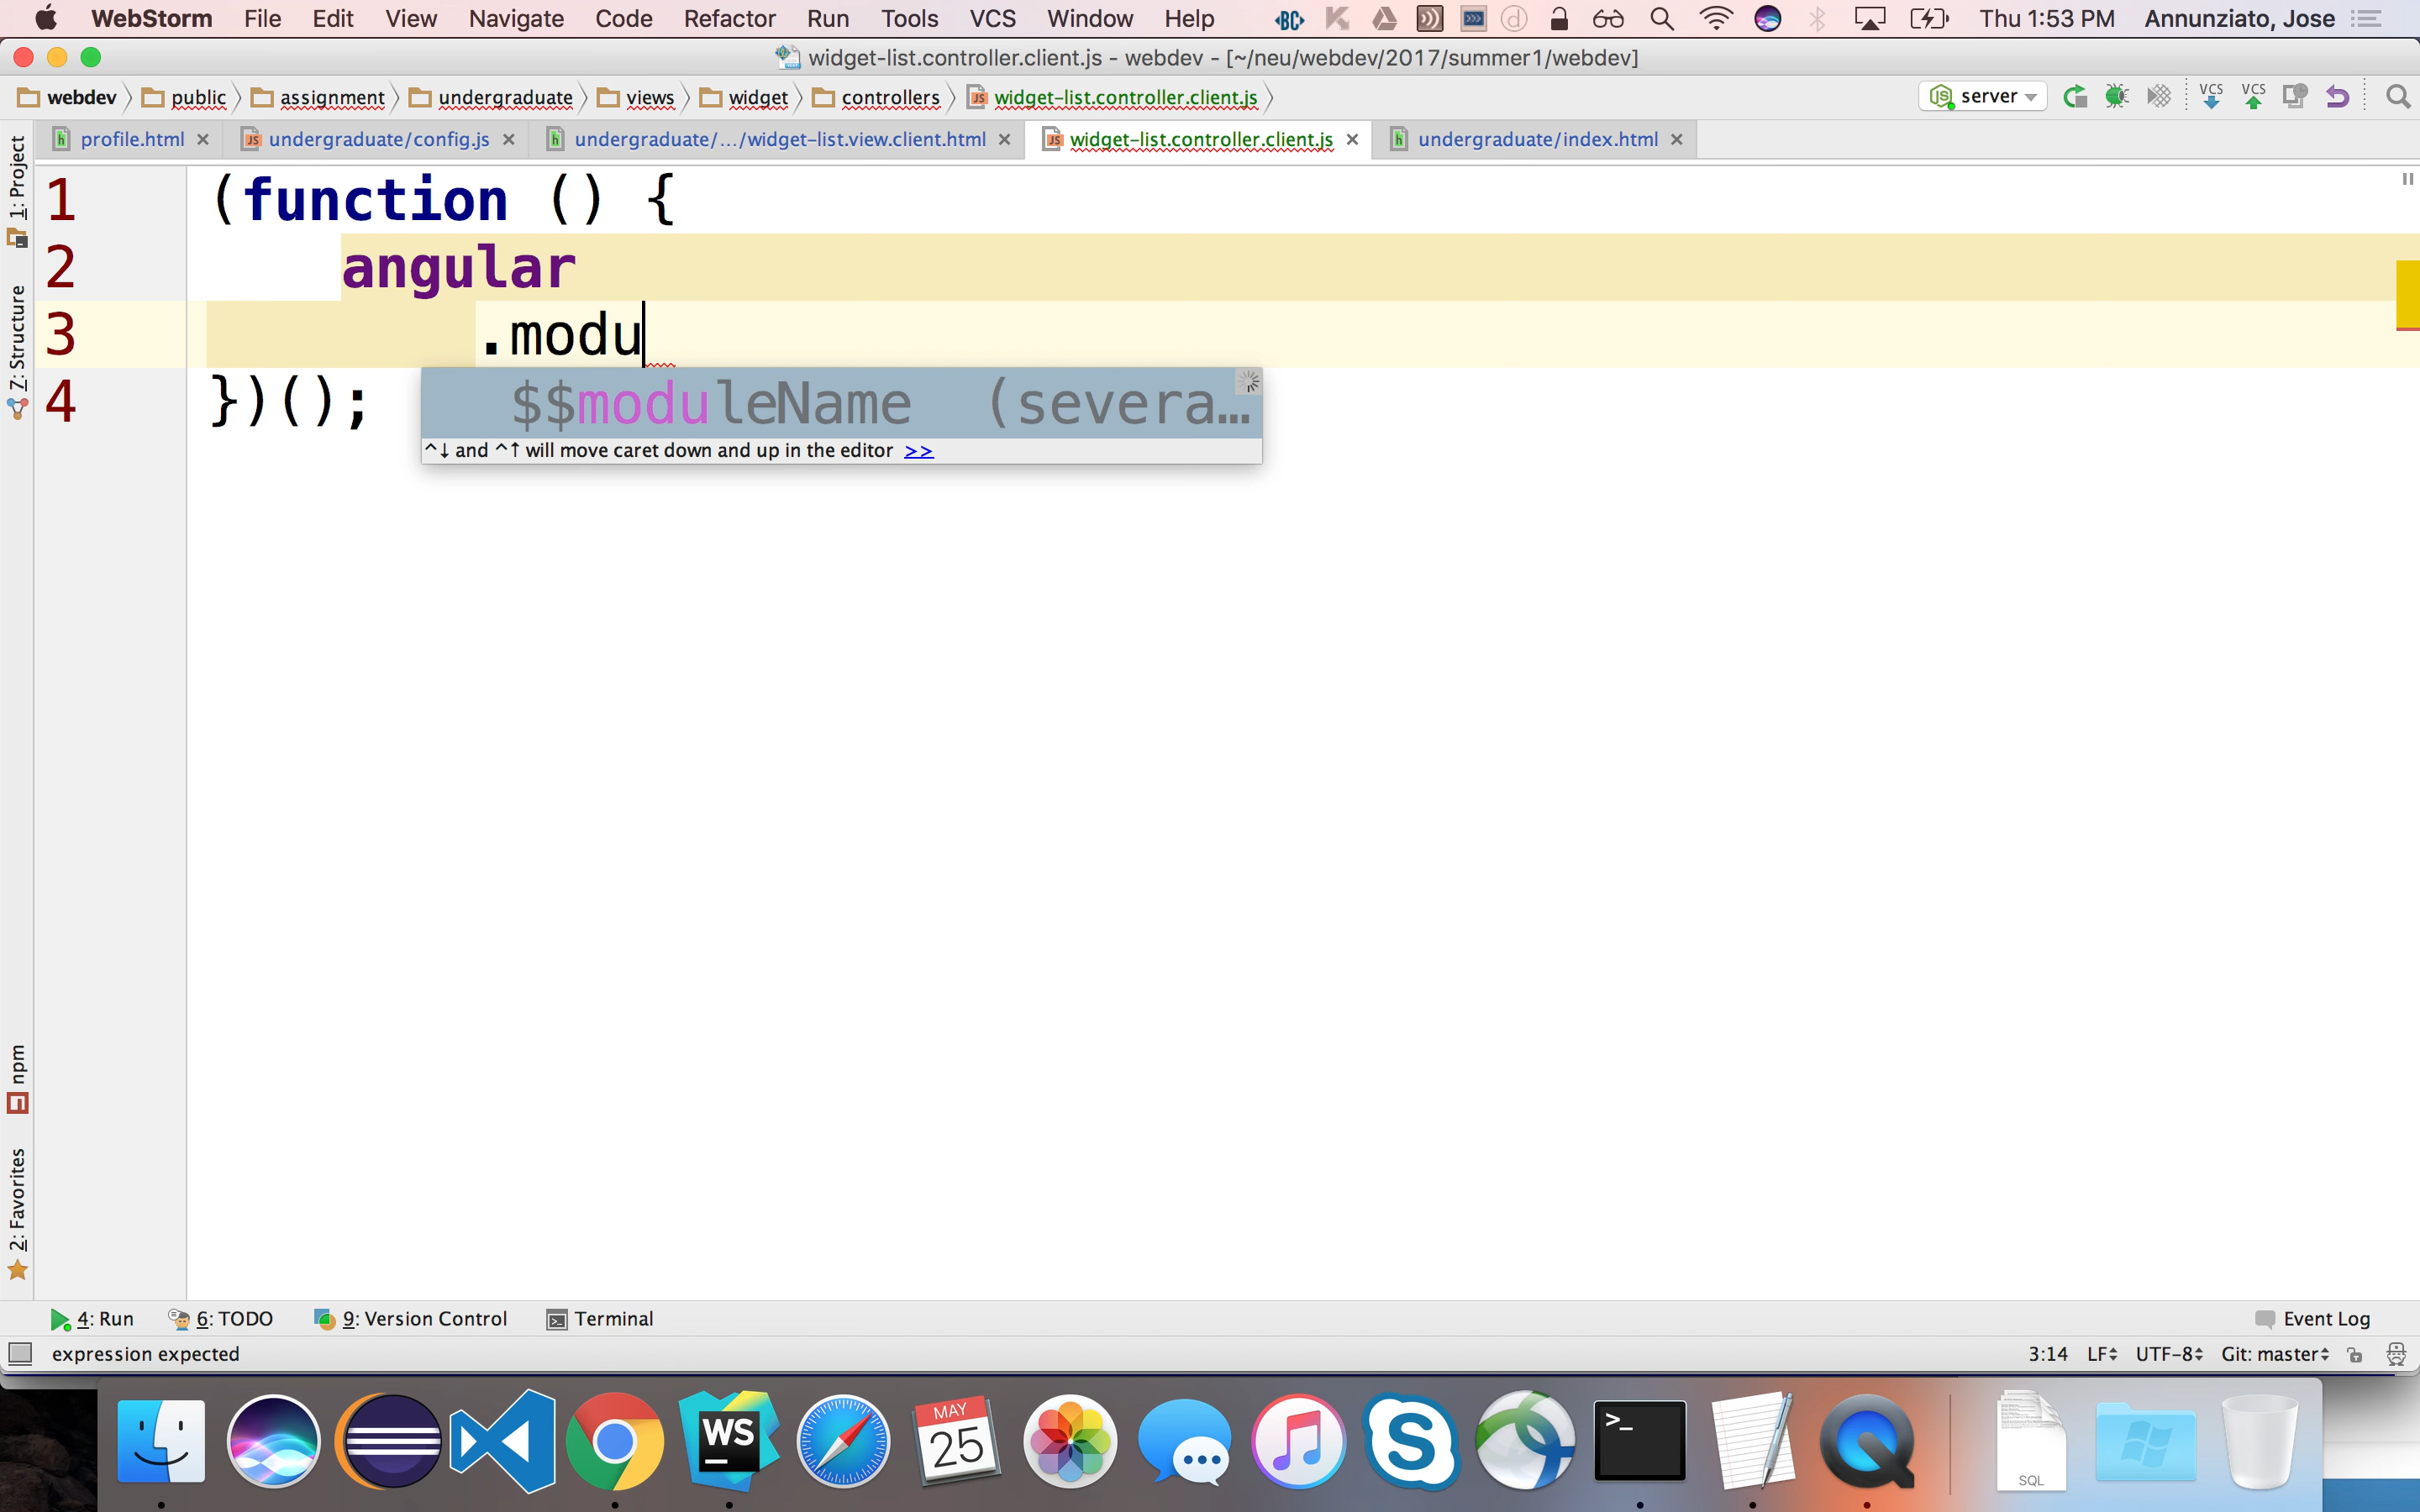 WebStorm File Edit View Navigate Code Refactor Run Tools VCS Window Help BC Thu 1:53 PM Annunziato, Jose
widget-list.controller.client.js - webdev - [~/neu/webdev/2017/summer1/webdev]
webdev public assignment undergraduate views widget controllers widget-list.controller.client.js server VCS VCS
profile.html undergraduate/config.js undergraduate/.../widget-list.view.client.html widget-list.controller.client.js undergraduate/index.html
1: Project
7: Structure
npm
2: Favorites
1 (function () {
2 angular
3 .modu
4 })();
$$moduleName (severa…
^↓ and ^↑ will move caret down and up in the editor >>
4: Run 6: TODO 9: Version Control Terminal Event Log
expression expected 3:14 LF UTF-8 Git: master
WS
MAY
25
S
>_
SQL